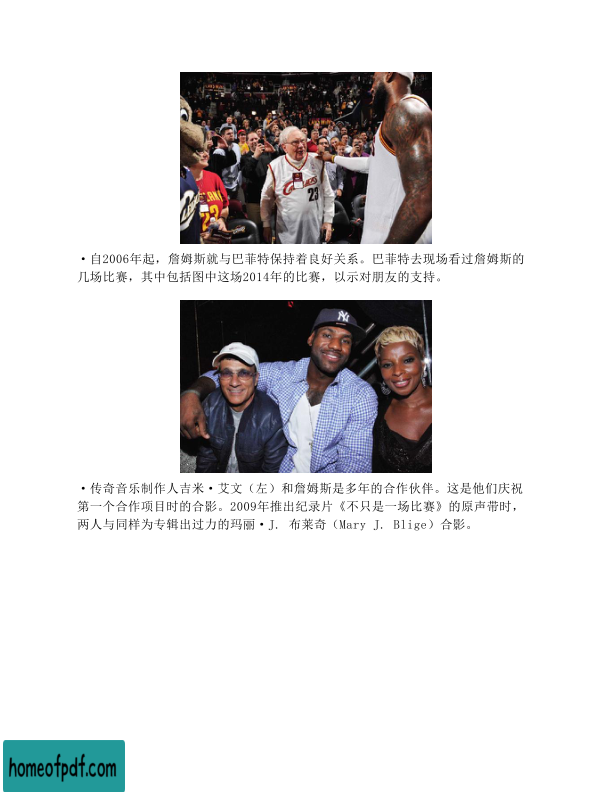 CAVS
23
·自2006年起，詹姆斯就与巴菲特保持着良好关系。巴菲特去现场看过詹姆斯的
几场比赛，其中包括图中这场2014年的比赛，以示对朋友的支持。
NY
·传奇音乐制作人吉米·艾文（左）和詹姆斯是多年的合作伙伴。这是他们庆祝
第一个合作项目时的合影。2009年推出纪录片《不只是一场比赛》的原声带时，
两人与同样为专辑出过力的玛丽·J. 布莱奇（Mary J. Blige）合影。
homeofpdf.com